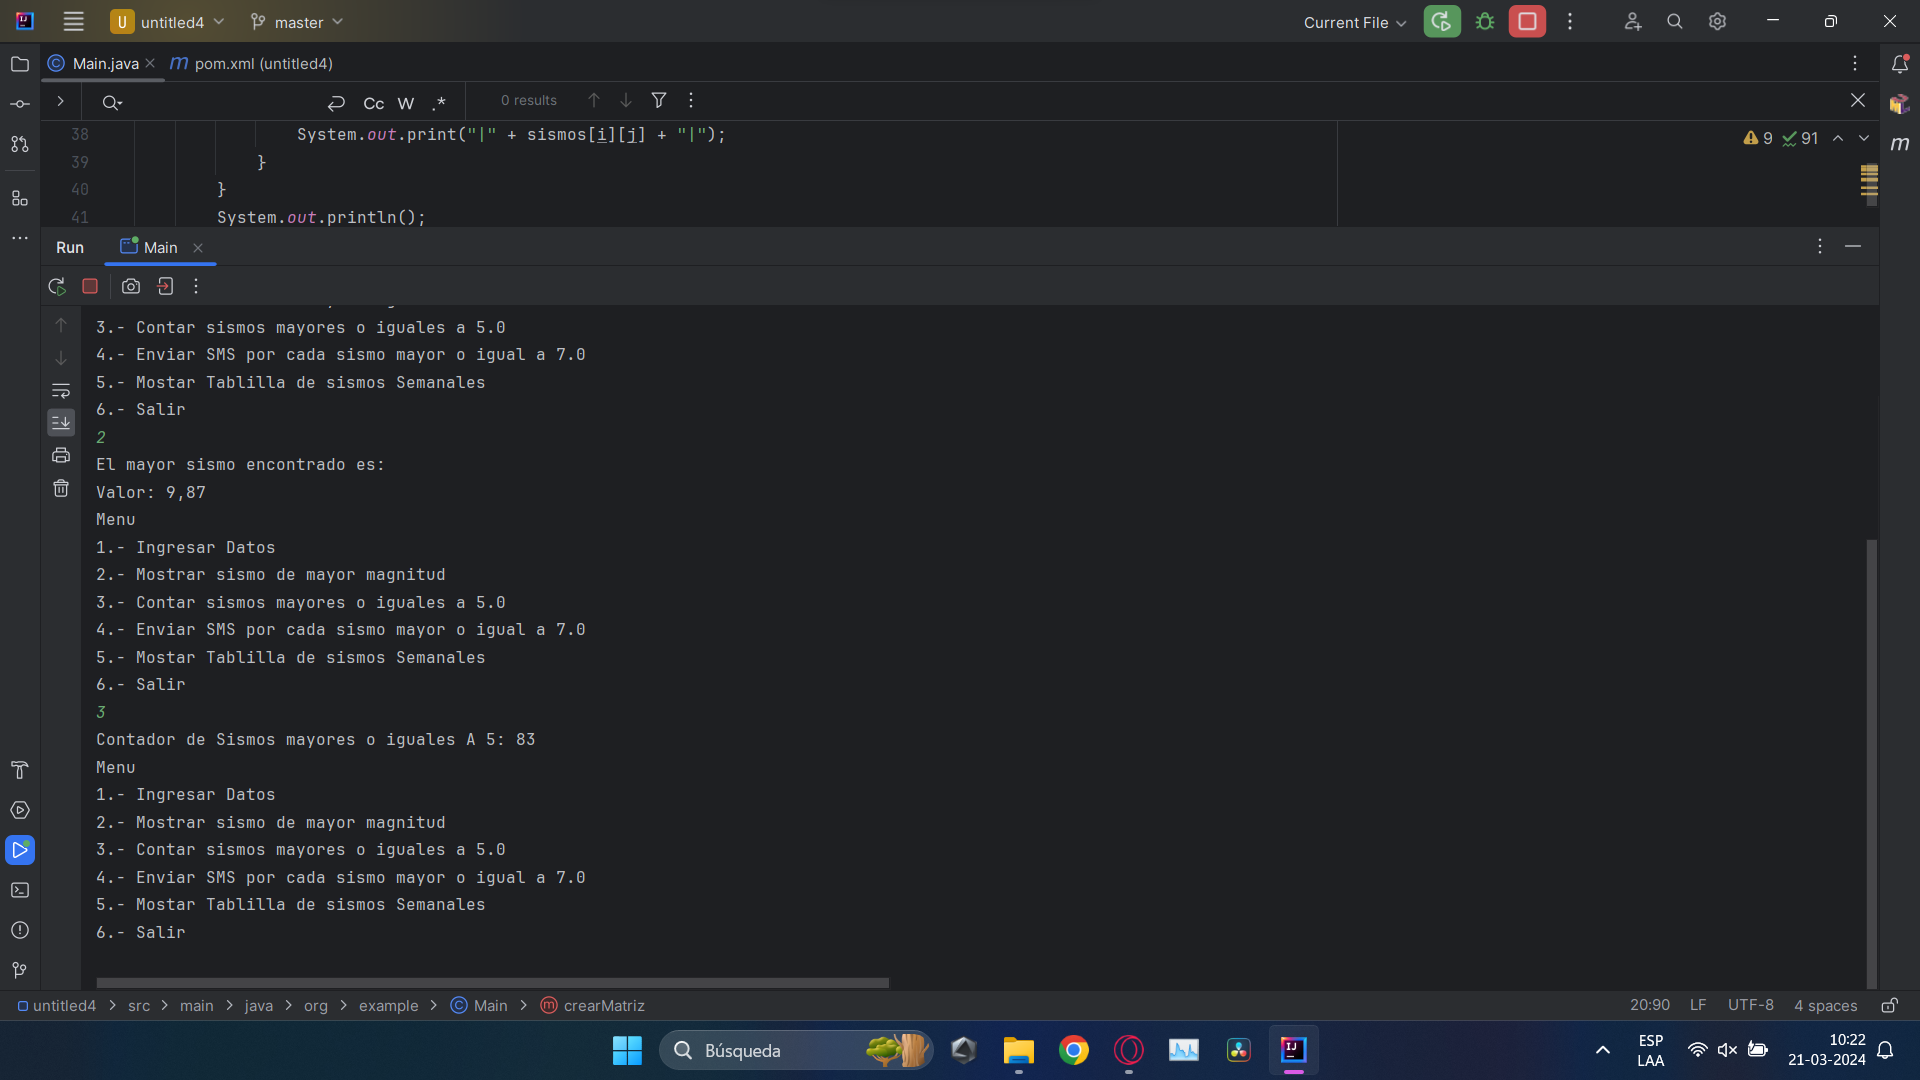 untitled4
master
Current File
Main.java
pom.xml (untitled4)
Cc
W
.*
0 results
38 System.out.print("|" + sismos[i][j] + "|");
9
91
39 }
40 }
41 System.out.println();
Run
Main
3.- Contar sismos mayores o iguales a 5.0
4.- Enviar SMS por cada sismo mayor o igual a 7.0
5.- Mostar Tablilla de sismos Semanales
6.- Salir
2
El mayor sismo encontrado es:
Valor: 9,87
Menu
1.- Ingresar Datos
2.- Mostrar sismo de mayor magnitud
3.- Contar sismos mayores o iguales a 5.0
4.- Enviar SMS por cada sismo mayor o igual a 7.0
5.- Mostar Tablilla de sismos Semanales
6.- Salir
3
Contador de Sismos mayores o iguales A 5: 83
Menu
1.- Ingresar Datos
2.- Mostrar sismo de mayor magnitud
3.- Contar sismos mayores o iguales a 5.0
4.- Enviar SMS por cada sismo mayor o igual a 7.0
5.- Mostar Tablilla de sismos Semanales
6.- Salir
untitled4 > src > main > java > org > example > Main > crearMatriz
20:90 LF UTF-8 4 spaces
Búsqueda
ESP
LAA
10:22
21-03-2024